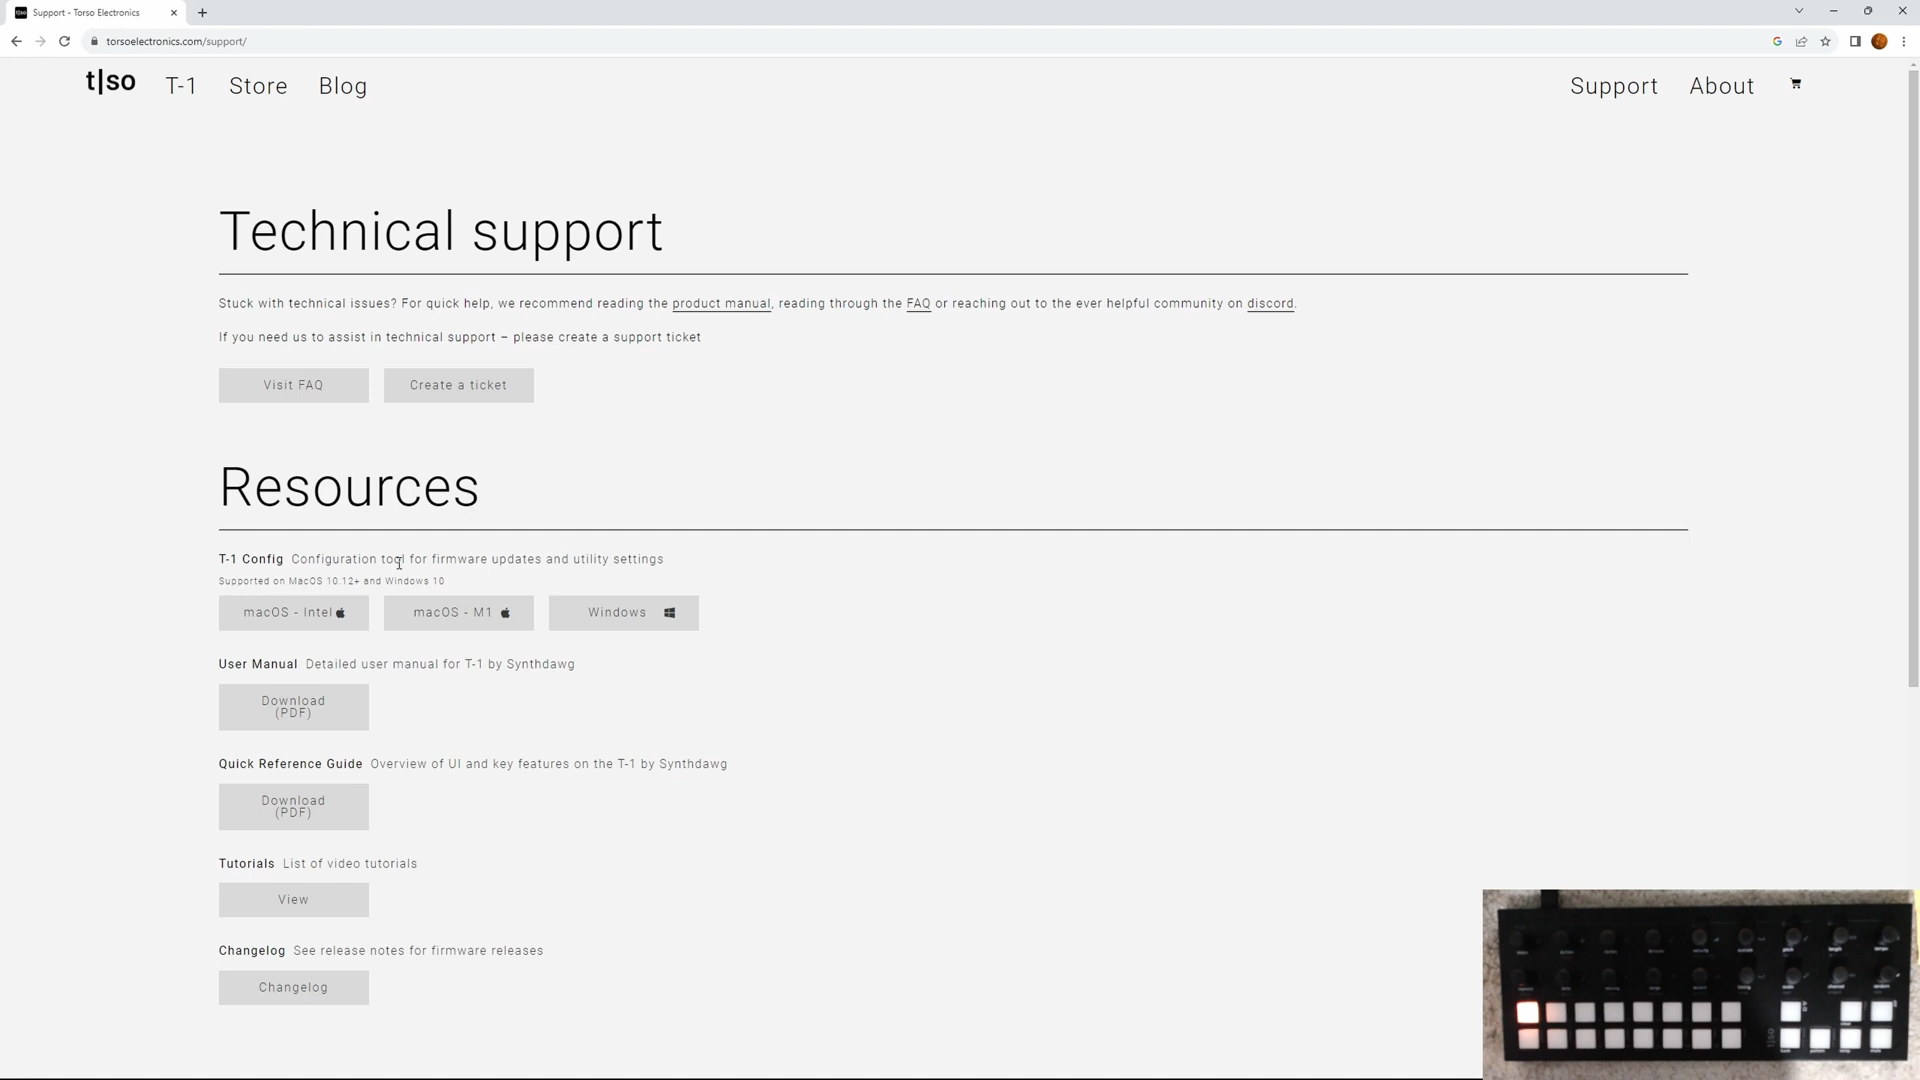 Support - Torso Electronics
torsoelectronics.com/support/
t|so T-1 Store Blog Support About
Technical support
Stuck with technical issues? For quick help, we recommend reading the product manual, reading through the FAQ or reaching out to the ever helpful community on discord.
If you need us to assist in technical support – please create a support ticket
Visit FAQ Create a ticket
Resources
T-1 Config Configuration tool for firmware updates and utility settings
Supported on MacOS 10.12+ and Windows 10
macOS - Intel macOS - M1 Windows
User Manual Detailed user manual for T-1 by Synthdawg
Download
(PDF)
Quick Reference Guide Overview of UI and key features on the T-1 by Synthdawg
Download
(PDF)
Tutorials List of video tutorials
View
Changelog See release notes for firmware releases
Changelog
t|so